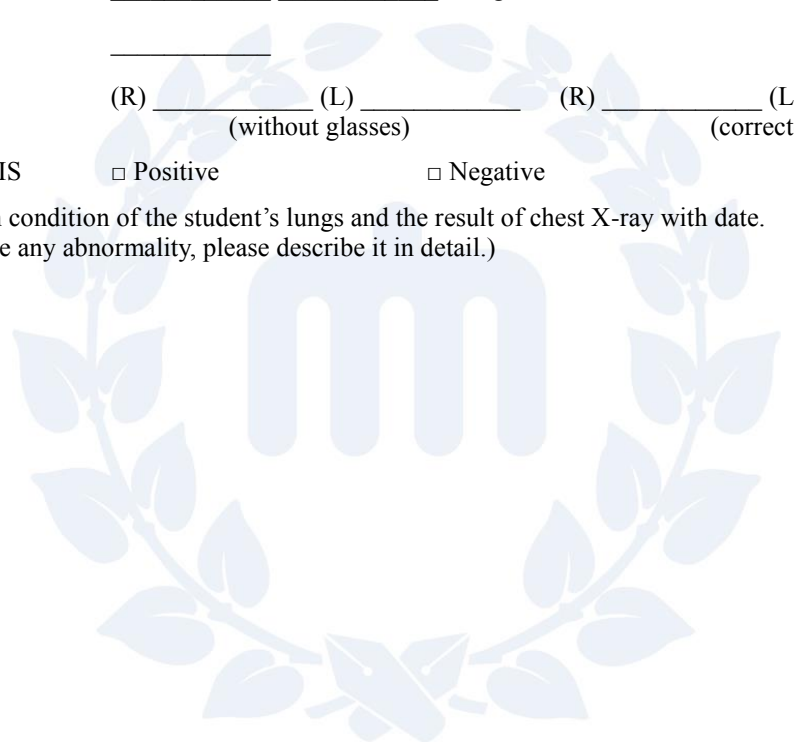 (R) ____________ (L) ____________ (R) ____________ (L
(without glasses) (correct
IS □ Positive □ Negative
condition of the student's lungs and the result of chest X-ray with date.
e any abnormality, please describe it in detail.)